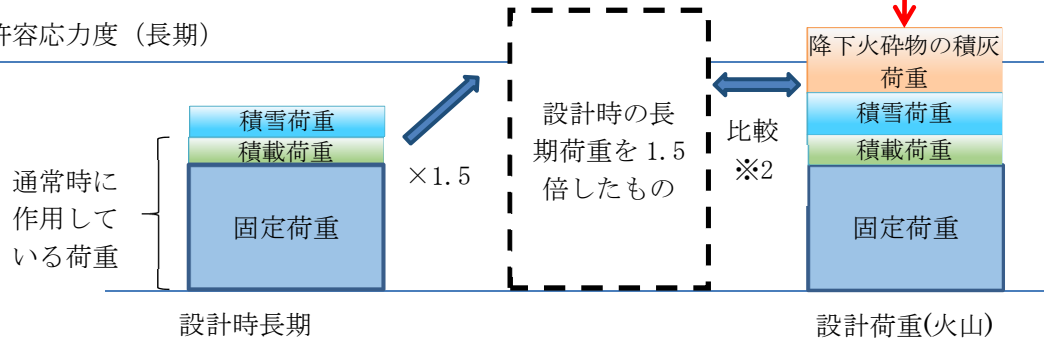 許容応力度（長期）
積雪荷重
積載荷重
固定荷重
通常時に
作用して
いる荷重
×1.5
設計時の長
期荷重を 1.5
倍したもの
比較
※2
降下火砕物の積灰
荷重
積雪荷重
積載荷重
固定荷重
設計時長期
設計荷重(火山)